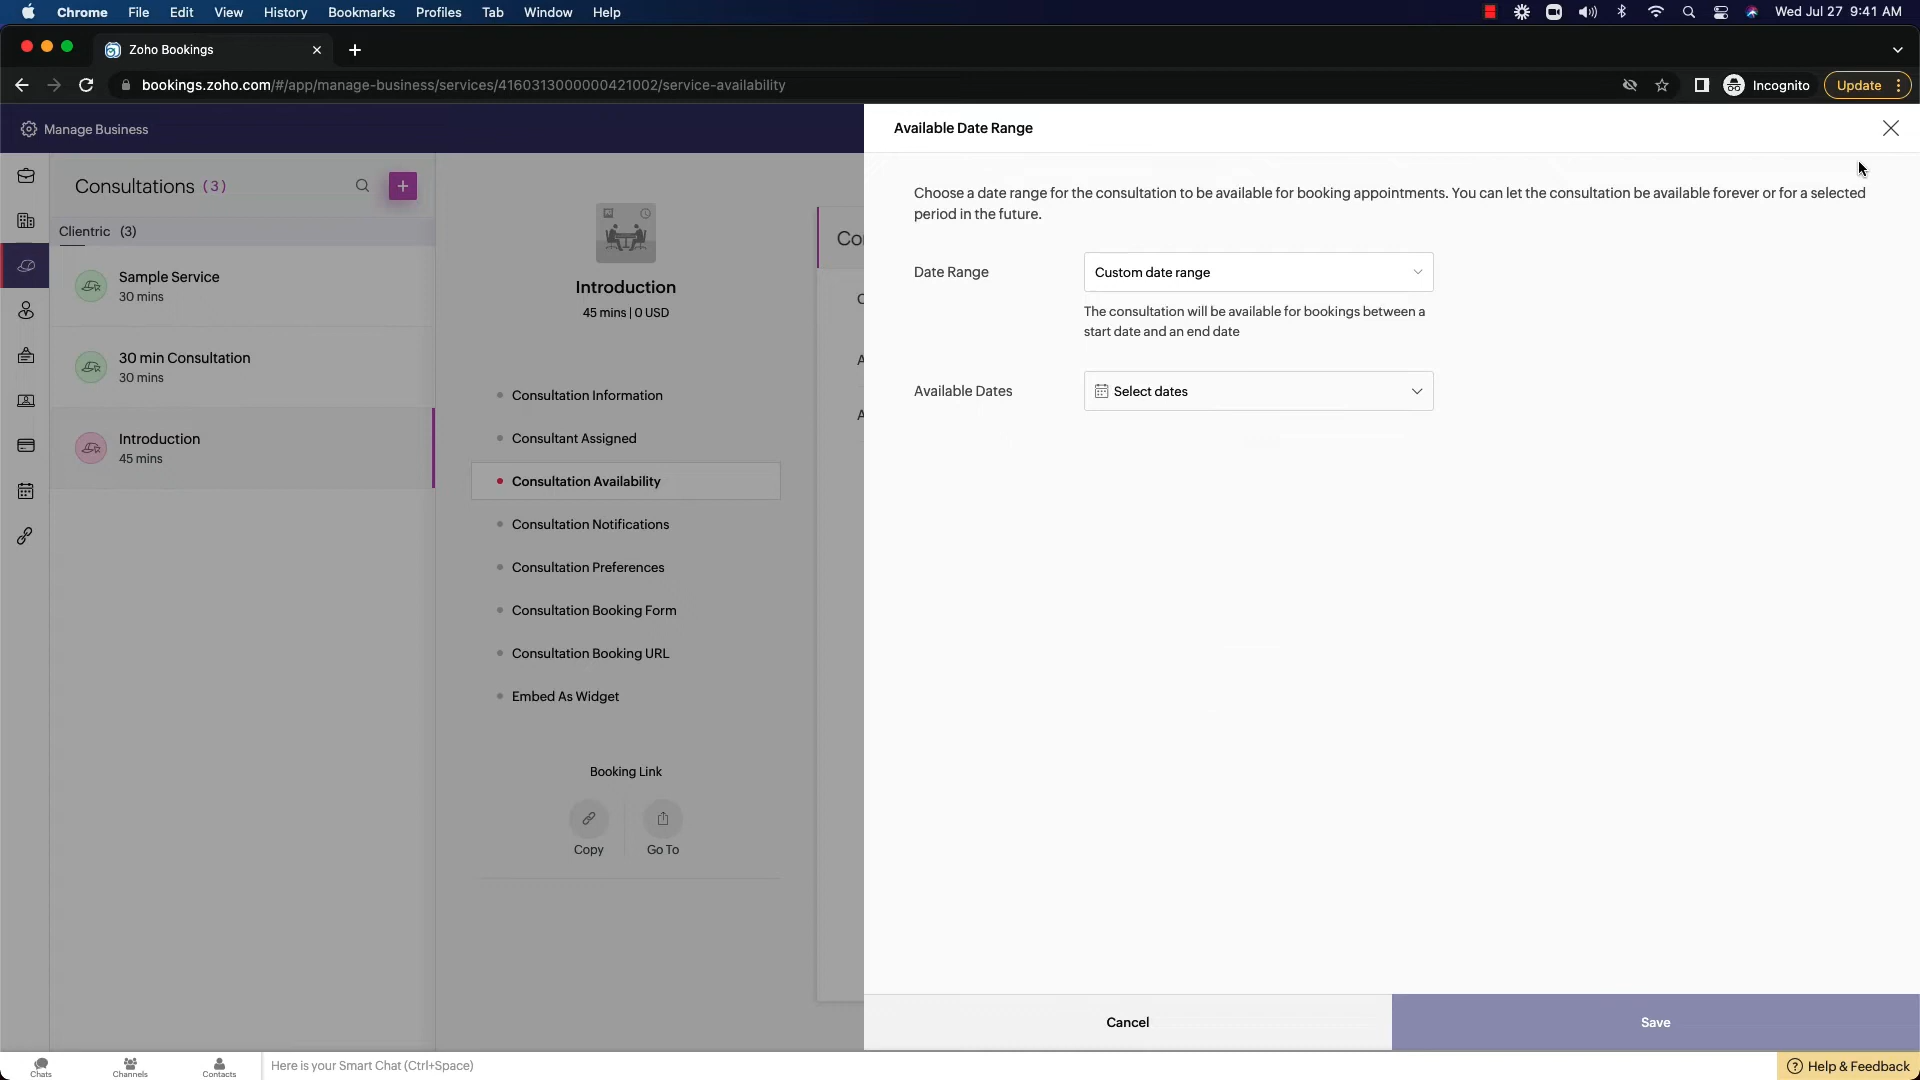 Chrome File Edit View History Bookmarks Profiles Tab Window Help Wed Jul 27 9:41 AM
Zoho Bookings
bookings.zoho.com/#/app/manage-business/services/4160313000000421002/service-availability Incognito Update
Manage Business
Available Date Range
Consultations (3)
Clientric (3)
Sample Service
30 mins
30 min Consultation
30 mins
Introduction
45 mins
Introduction
45 mins | 0 USD
Consultation Information
Consultant Assigned
Consultation Availability
Consultation Notifications
Consultation Preferences
Consultation Booking Form
Consultation Booking URL
Embed As Widget
Booking Link
Copy Go To
Co
C
A
A
Choose a date range for the consultation to be available for booking appointments. You can let the consultation be available forever or for a selected
period in the future.
Date Range Custom date range
The consultation will be available for bookings between a
start date and an end date
Available Dates Select dates
Cancel Save
Chats Channels Contacts Here is your Smart Chat (Ctrl+Space) Help & Feedback